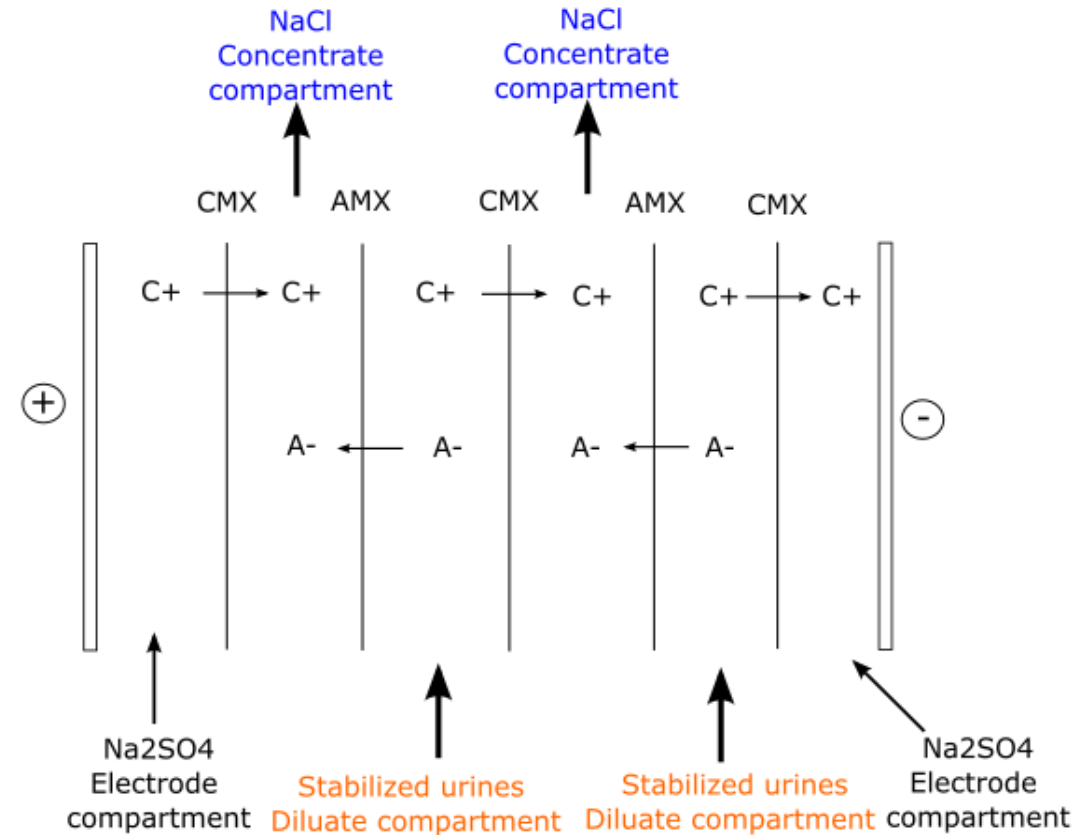 NaCl
Concentrate
compartment
NaCl
Concentrate
compartment
CMX
AMX
CMX
AMX
CMX
C+
C+
C+
C+
C+
C+
+
-
A-
A-
A-
A-
Na2SO4
Electrode
compartment
Stabilized urines
Diluate compartment
Stabilized urines
Diluate compartment
Na2SO4
Electrode
compartment